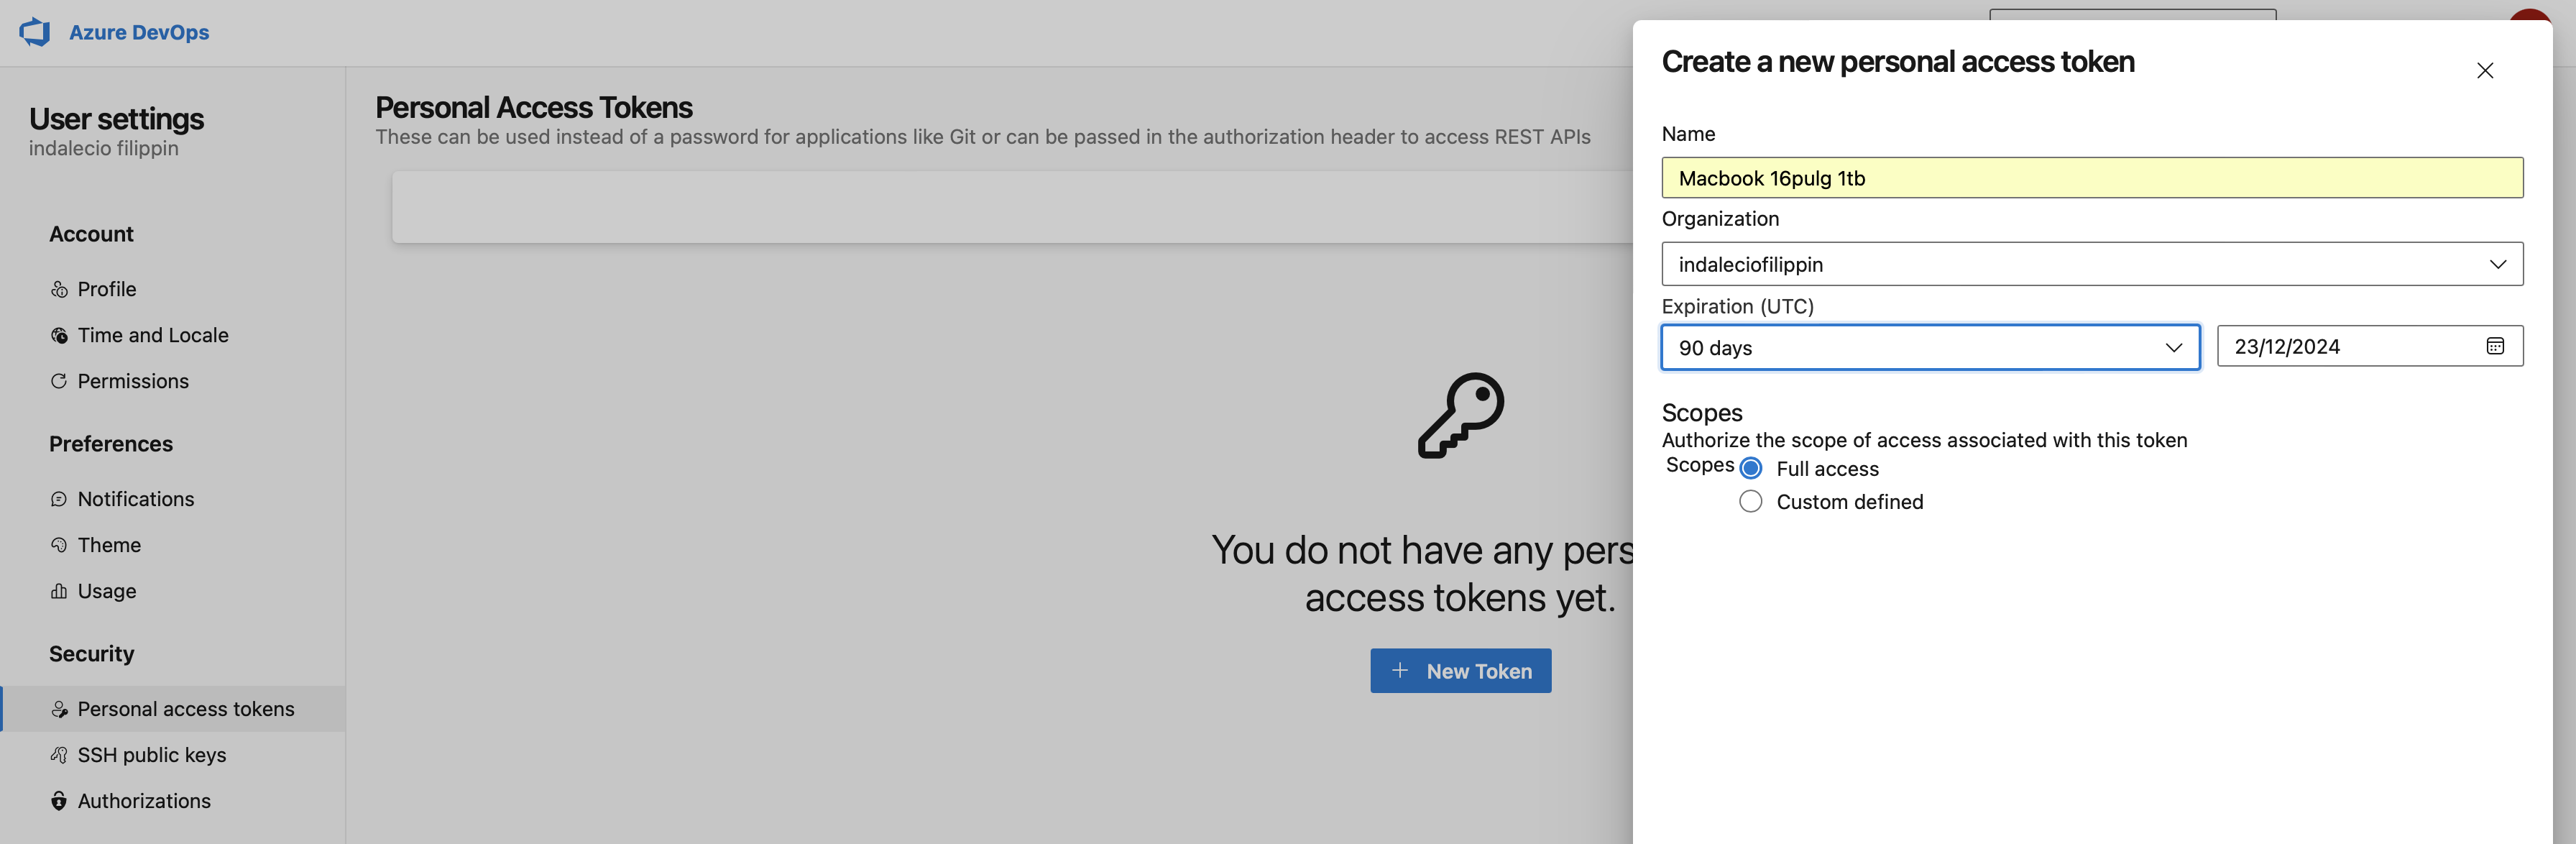 Azure DevOps
User settings
indalecio filippin
Account
Profile
Time and Locale
Permissions
Preferences
Notifications
Theme
Usage
Security
Personal access tokens
SSH public keys
Authorizations
Personal Access Tokens
These can be used instead of a password for applications like Git or can be passed in the authorization header to access REST APIs
You do not have any pers
access tokens yet.
New Token
Create a new personal access token
Name
Macbook 16pulg 1tb
Organization
indaleciofilippin
Expiration (UTC)
90 days
23/12/2024
Scopes
Authorize the scope of access associated with this token
Scopes
Full access
Custom defined